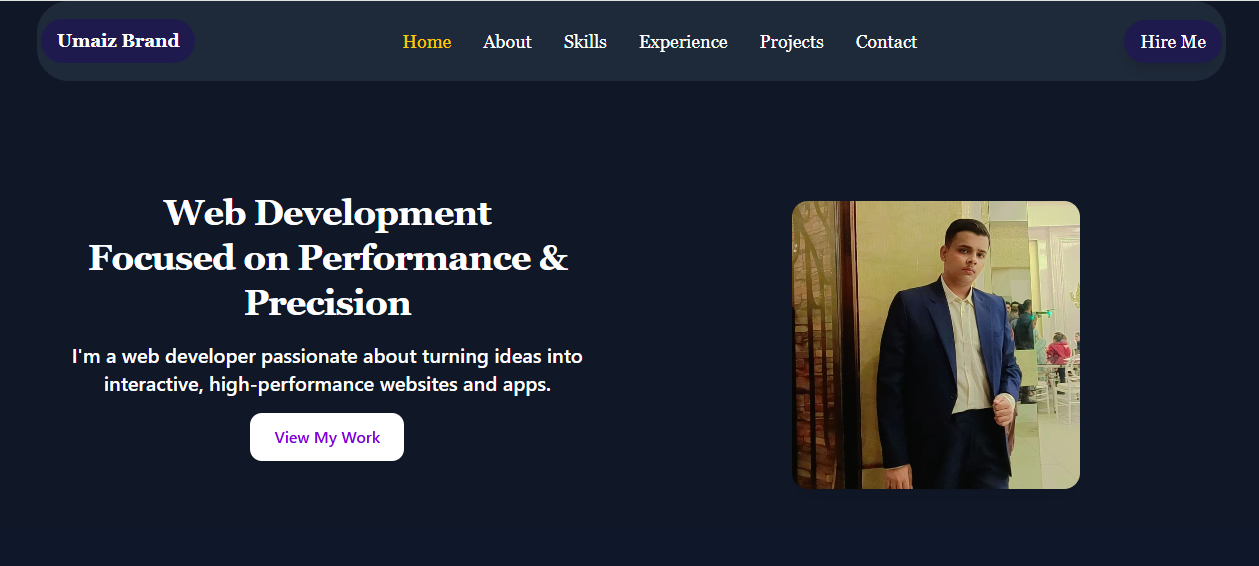 Umaiz Brand
Home
About
Skills
Experience
Projects
Contact
Hire Me
Web Development
Focused on Performance &
Precision
I'm a web developer passionate about turning ideas into
interactive, high-performance websites and apps.
View My Work